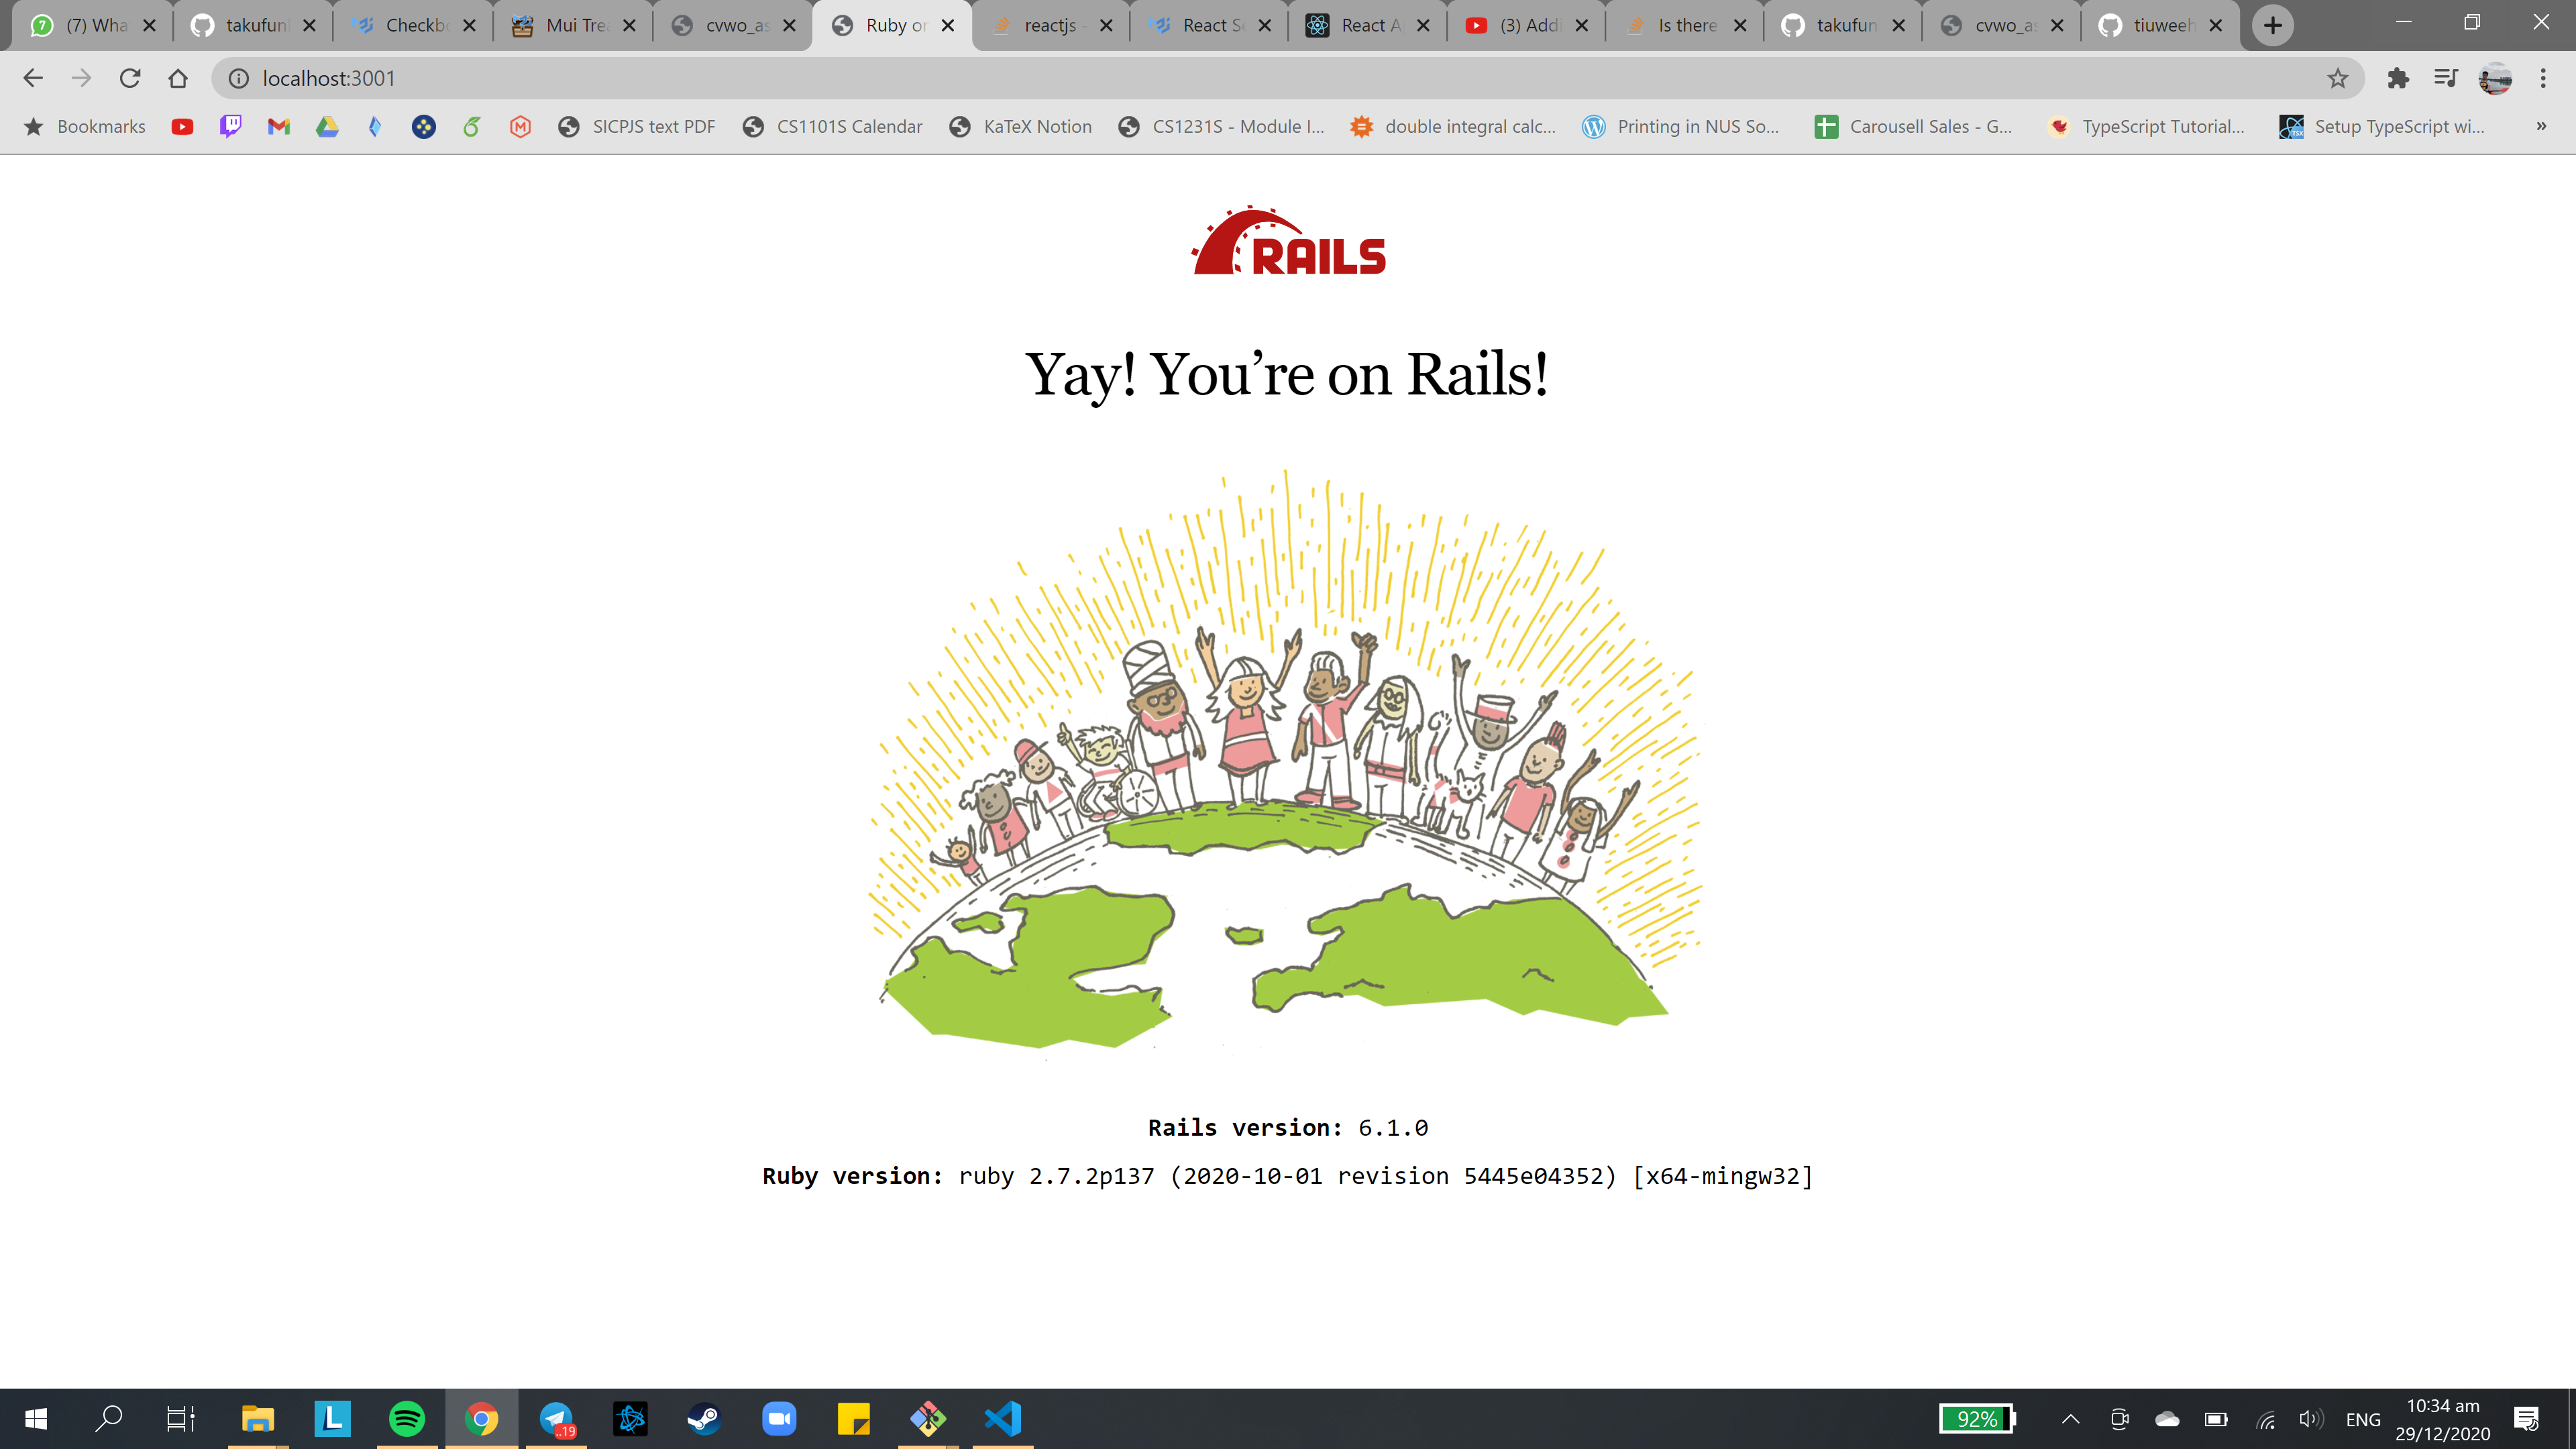 (7) Wha
takufun
Checkb
Mui Tre
cvwo_as
Ruby or
reactjs -
React S
React A
(3) Addi
Is there
takufun
cvwo_as
tiuweeh
localhost:3001
Bookmarks
SICPJS text PDF
CS1101S Calendar
KaTeX Notion
CS1231S - Module I...
double integral calc...
Printing in NUS So...
Carousell Sales - G...
TypeScript Tutorial...
Setup TypeScript wi...
»
RAILS
Yay! You’re on Rails!
Rails version: 6.1.0
Ruby version: ruby 2.7.2p137 (2020-10-01 revision 5445e04352) [x64-mingw32]
L
..19
92%
ENG
10:34 am
29/12/2020